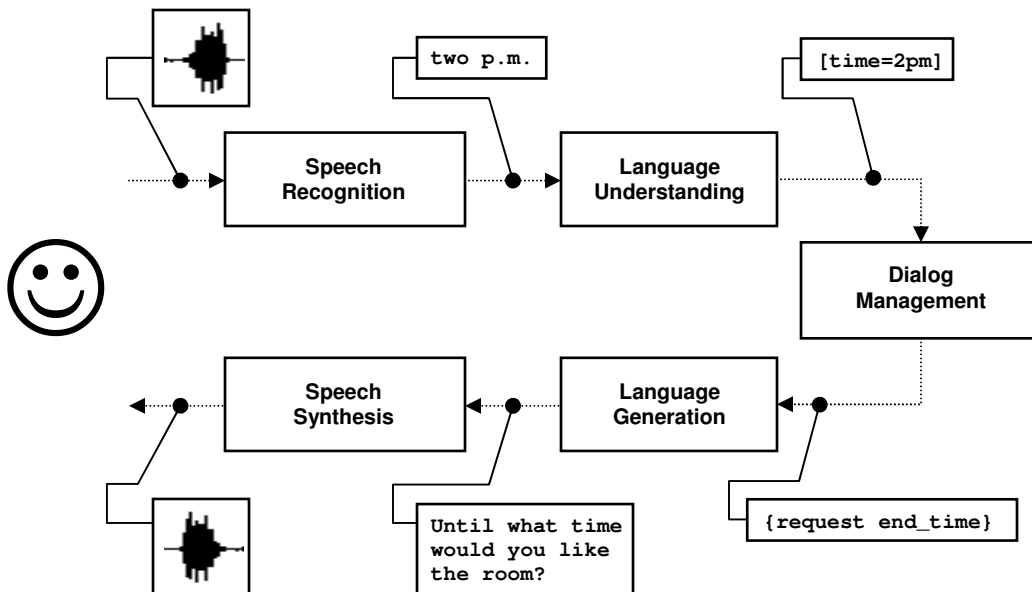 two p.m.
[time=2pm]
Speech
Recognition
Language
Understanding
Dialog
Management
Speech
Synthesis
Language
Generation
Until what time
would you like
the room?
{request end_time}